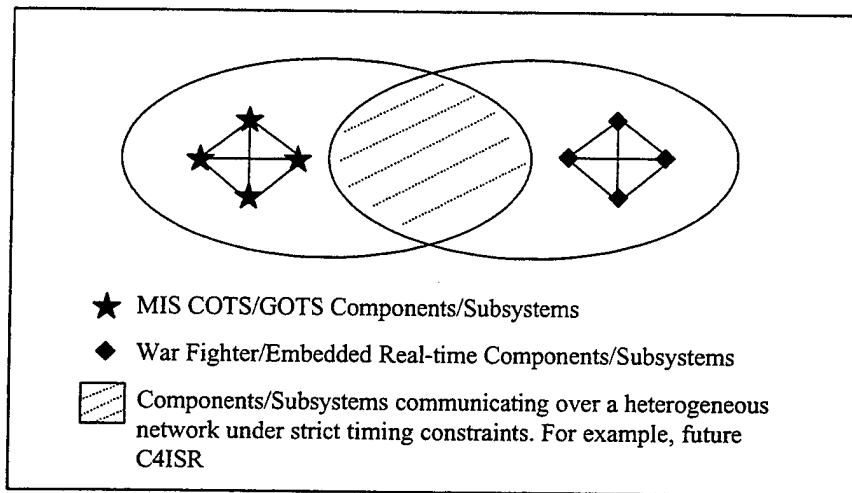 MIS COTS/GOTS Components/Subsystems
War Fighter/Embedded Real-time Components/Subsystems
Components/Subsystems communicating over a heterogeneous
network under strict timing constraints. For example, future
C4ISR